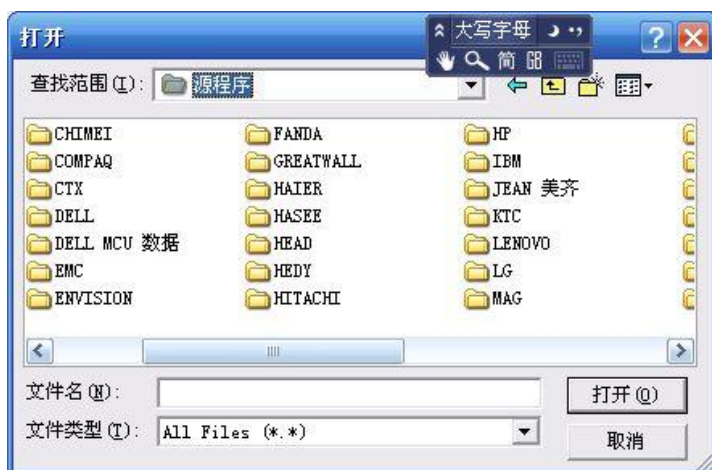 打开
大写字母
简
查找范围(I):
源程序
CHIMEI
COMPAQ
CTX
DELL
DELL MCU 数据
EMC
ENVISION
FANDA
GREATWALL
HAIER
HASEE
HEAD
HEDY
HITACHI
HP
IBM
JEAN 美齐
KTC
LENOVO
LG
MAG
文件名(N):
打开(O)
文件类型(T):
All Files (*.*)
取消